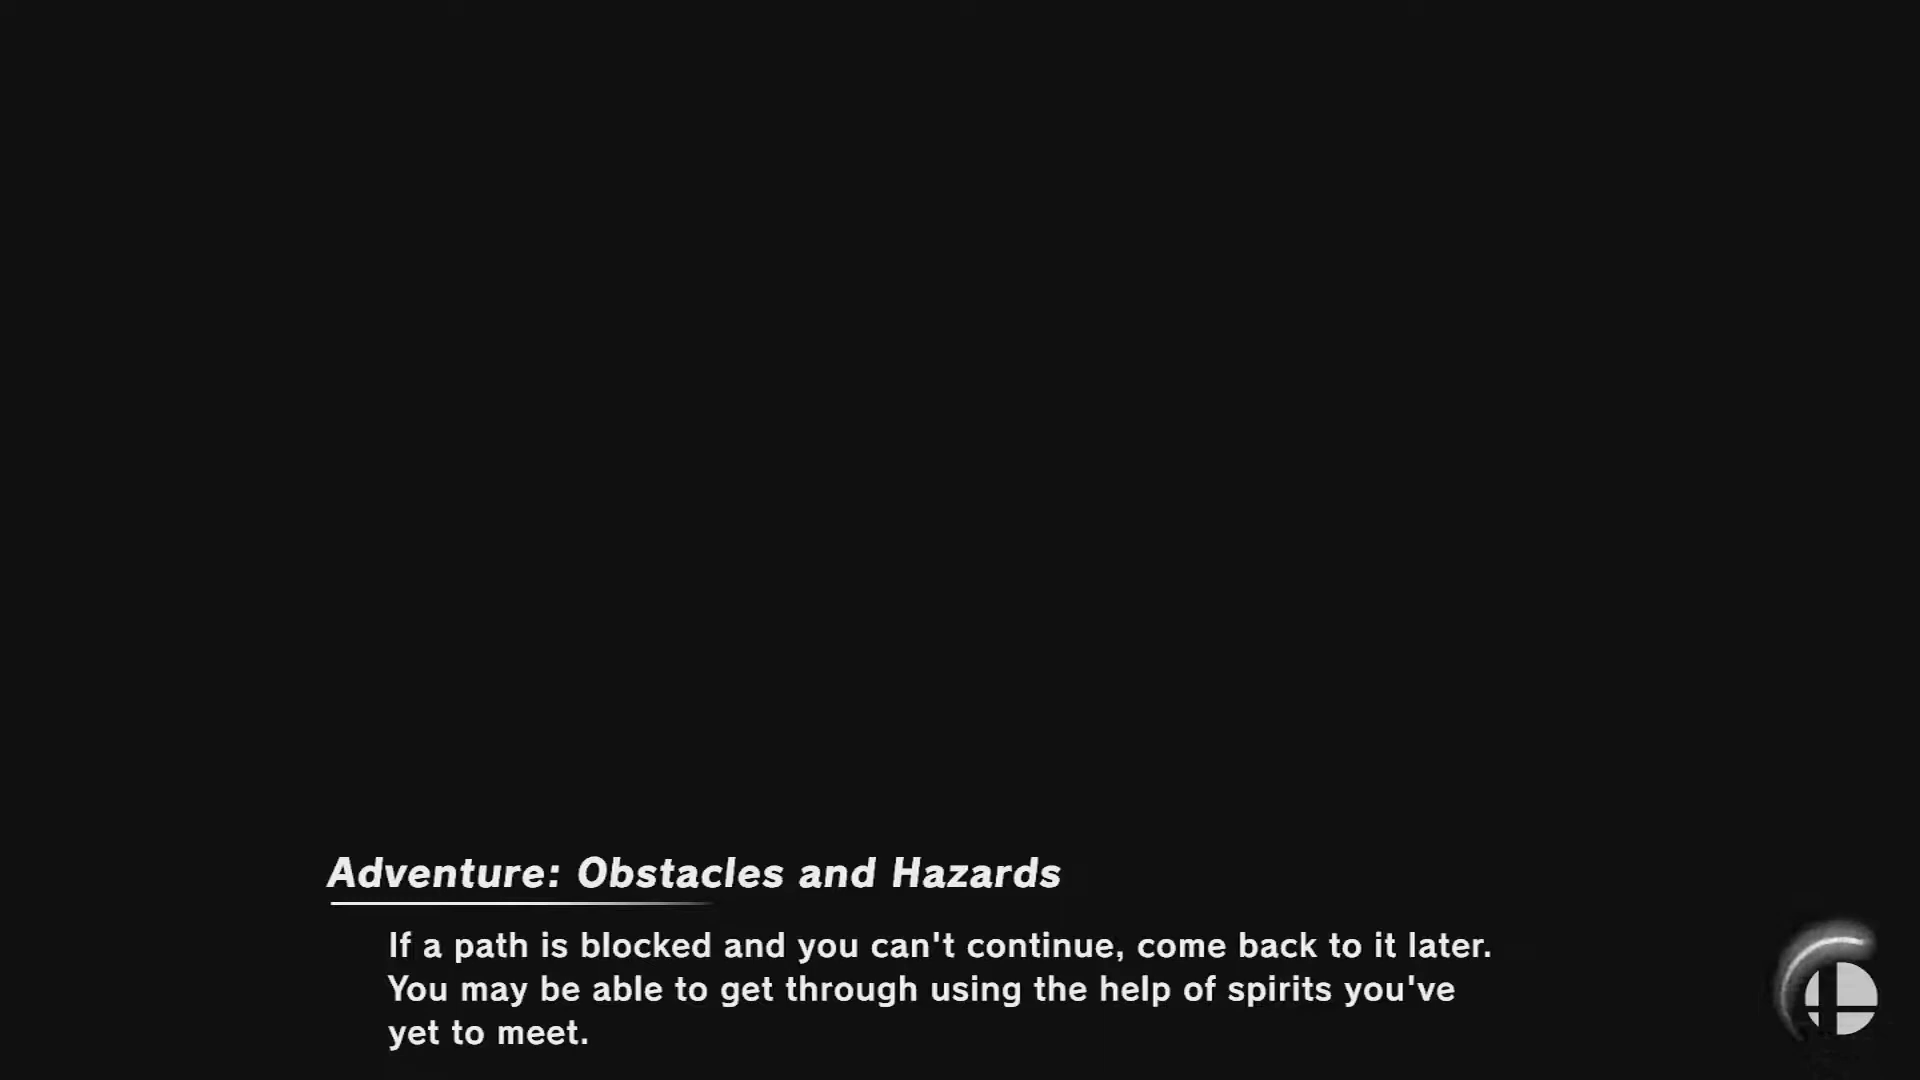 Adventure: Obstacles and Hazards
If a path is blocked and you can't continue, come back to it later.
You may be able to get through using the help of spirits you've
yet to meet.